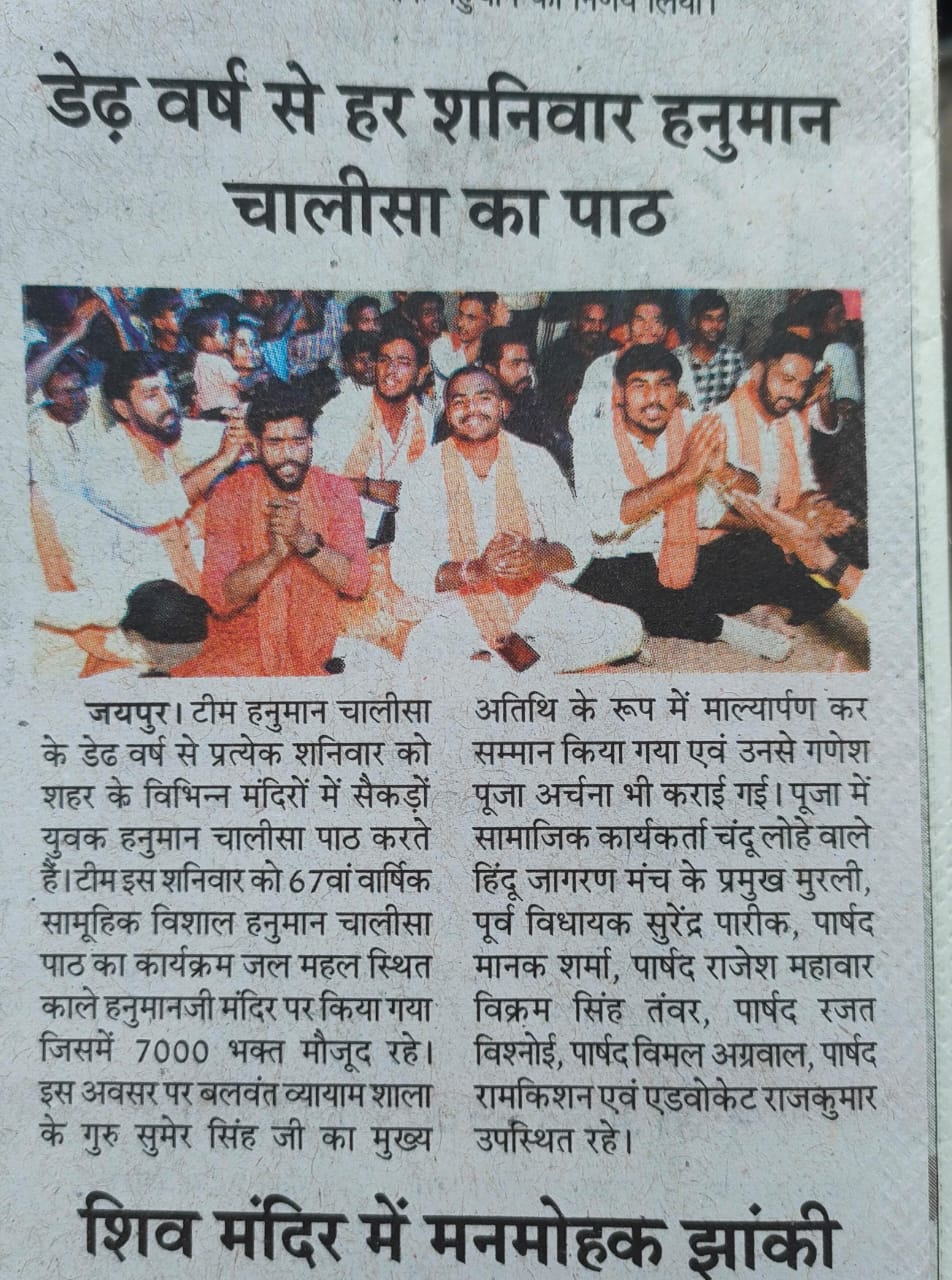 का निर्णय लिया।
डेढ़ वर्ष से हर शनिवार हनुमान
चालीसा का पाठ
जयपुर। टीम हनुमान चालीसा
के डेढ वर्ष से प्रत्येक शनिवार को
शहर के विभिन्न मंदिरों में सैकड़ों
युवक हनुमान चालीसा पाठ करते
हैं। टीम इस शनिवार को 67वां वार्षिक
सामूहिक विशाल हनुमान चालीसा
पाठ का कार्यक्रम जल महल स्थित
काले हनुमानजी मंदिर पर किया गया
जिसमें 7000 भक्त मौजूद रहे।
इस अवसर पर बलवंत व्यायाम शाला
के गुरु सुमेर सिंह जी का मुख्य
अतिथि के रूप में माल्यार्पण कर
सम्मान किया गया एवं उनसे गणेश
पूजा अर्चना भी कराई गई। पूजा में
सामाजिक कार्यकर्ता चंदू लोहे वाले
हिंदू जागरण मंच के प्रमुख मुरली,
पूर्व विधायक सुरेंद्र पारीक, पार्षद
मानक शर्मा, पार्षद राजेश महावार
विक्रम सिंह तंवर, पार्षद रजत
विश्नोई, पार्षद विमल अग्रवाल, पार्षद
रामकिशन एवं एडवोकेट राजकुमार
उपस्थित रहे।
शिव मंदिर में मनमोहक झांकी